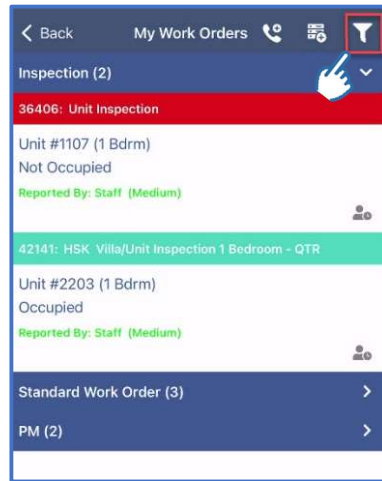 Back My Work Orders
Inspection (2)
36406: Unit Inspection
Unit #1107 (1 Bdrm)
Not Occupied
Reported By: Staff (Medium)
42141: HSK Villa/Unit Inspection 1 Bedroom - QTR
Unit #2203 (1 Bdrm)
Occupied
Reported By: Staff (Medium)
Standard Work Order (3)
PM (2)